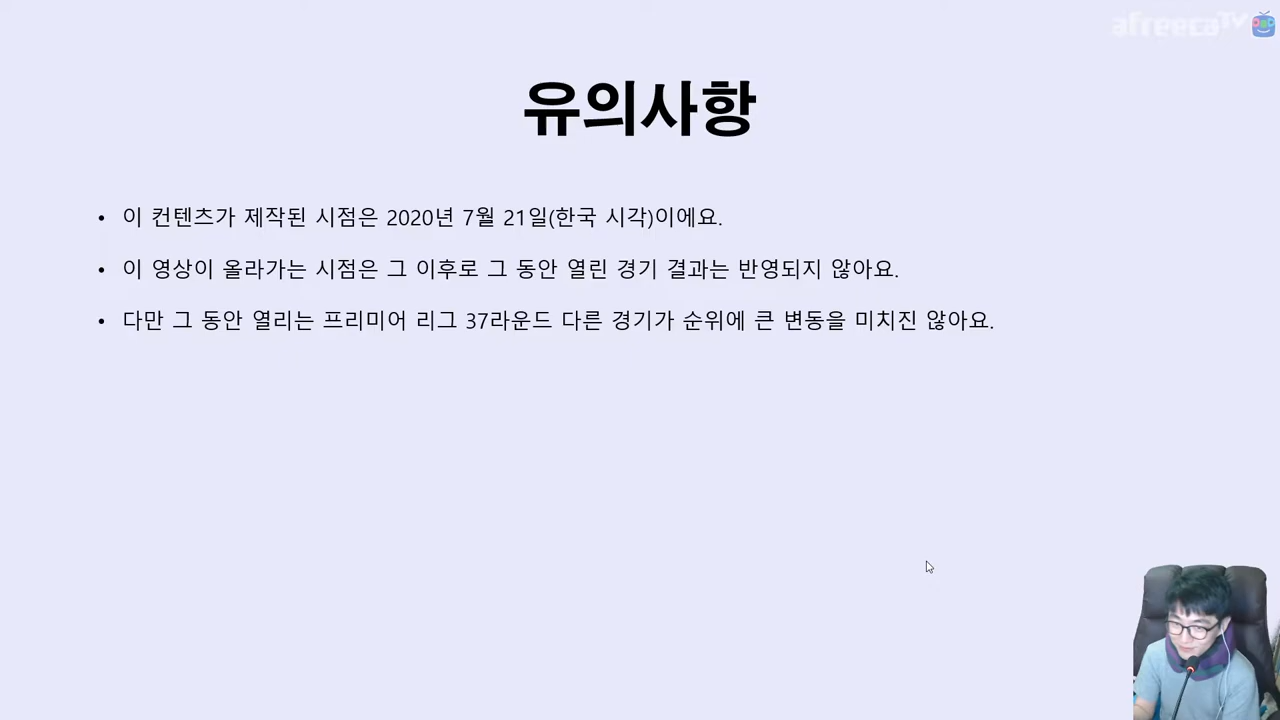 afreecaTV
유의사항
• 이 컨텐츠가 제작된 시점은 2020년 7월 21일(한국 시각)이에요.
• 이 영상이 올라가는 시점은 그 이후로 그 동안 열린 경기 결과는 반영되지 않아요.
• 다만 그 동안 열리는 프리미어 리그 37라운드 다른 경기가 순위에 큰 변동을 미치진 않아요.